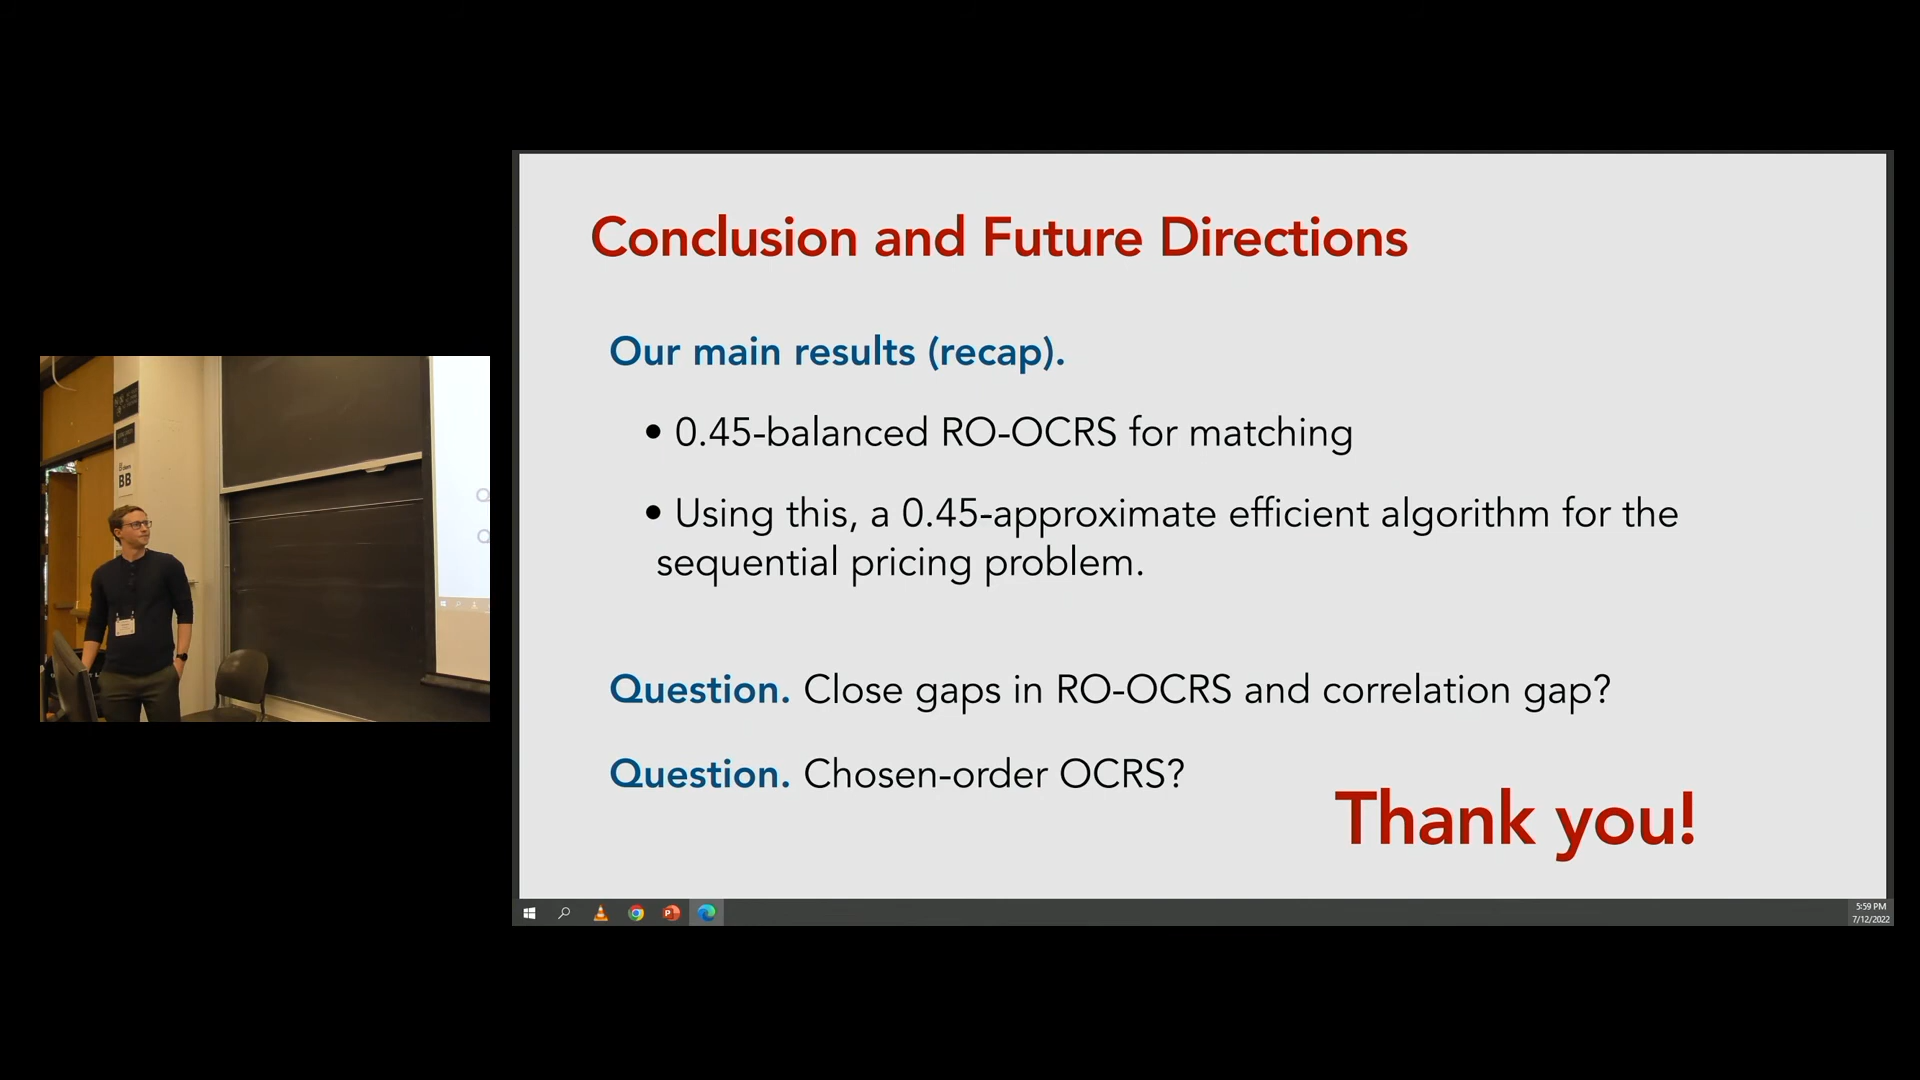 Conclusion and Future Directions
Our main results (recap).
• 0.45-balanced RO-OCRS for matching
• Using this, a 0.45-approximate efficient algorithm for the
sequential pricing problem.
Question. Close gaps in RO-OCRS and correlation gap?
Question. Chosen-order OCRS?
Thank you!
5:59 PM
7/12/2022
BB
Q
Q